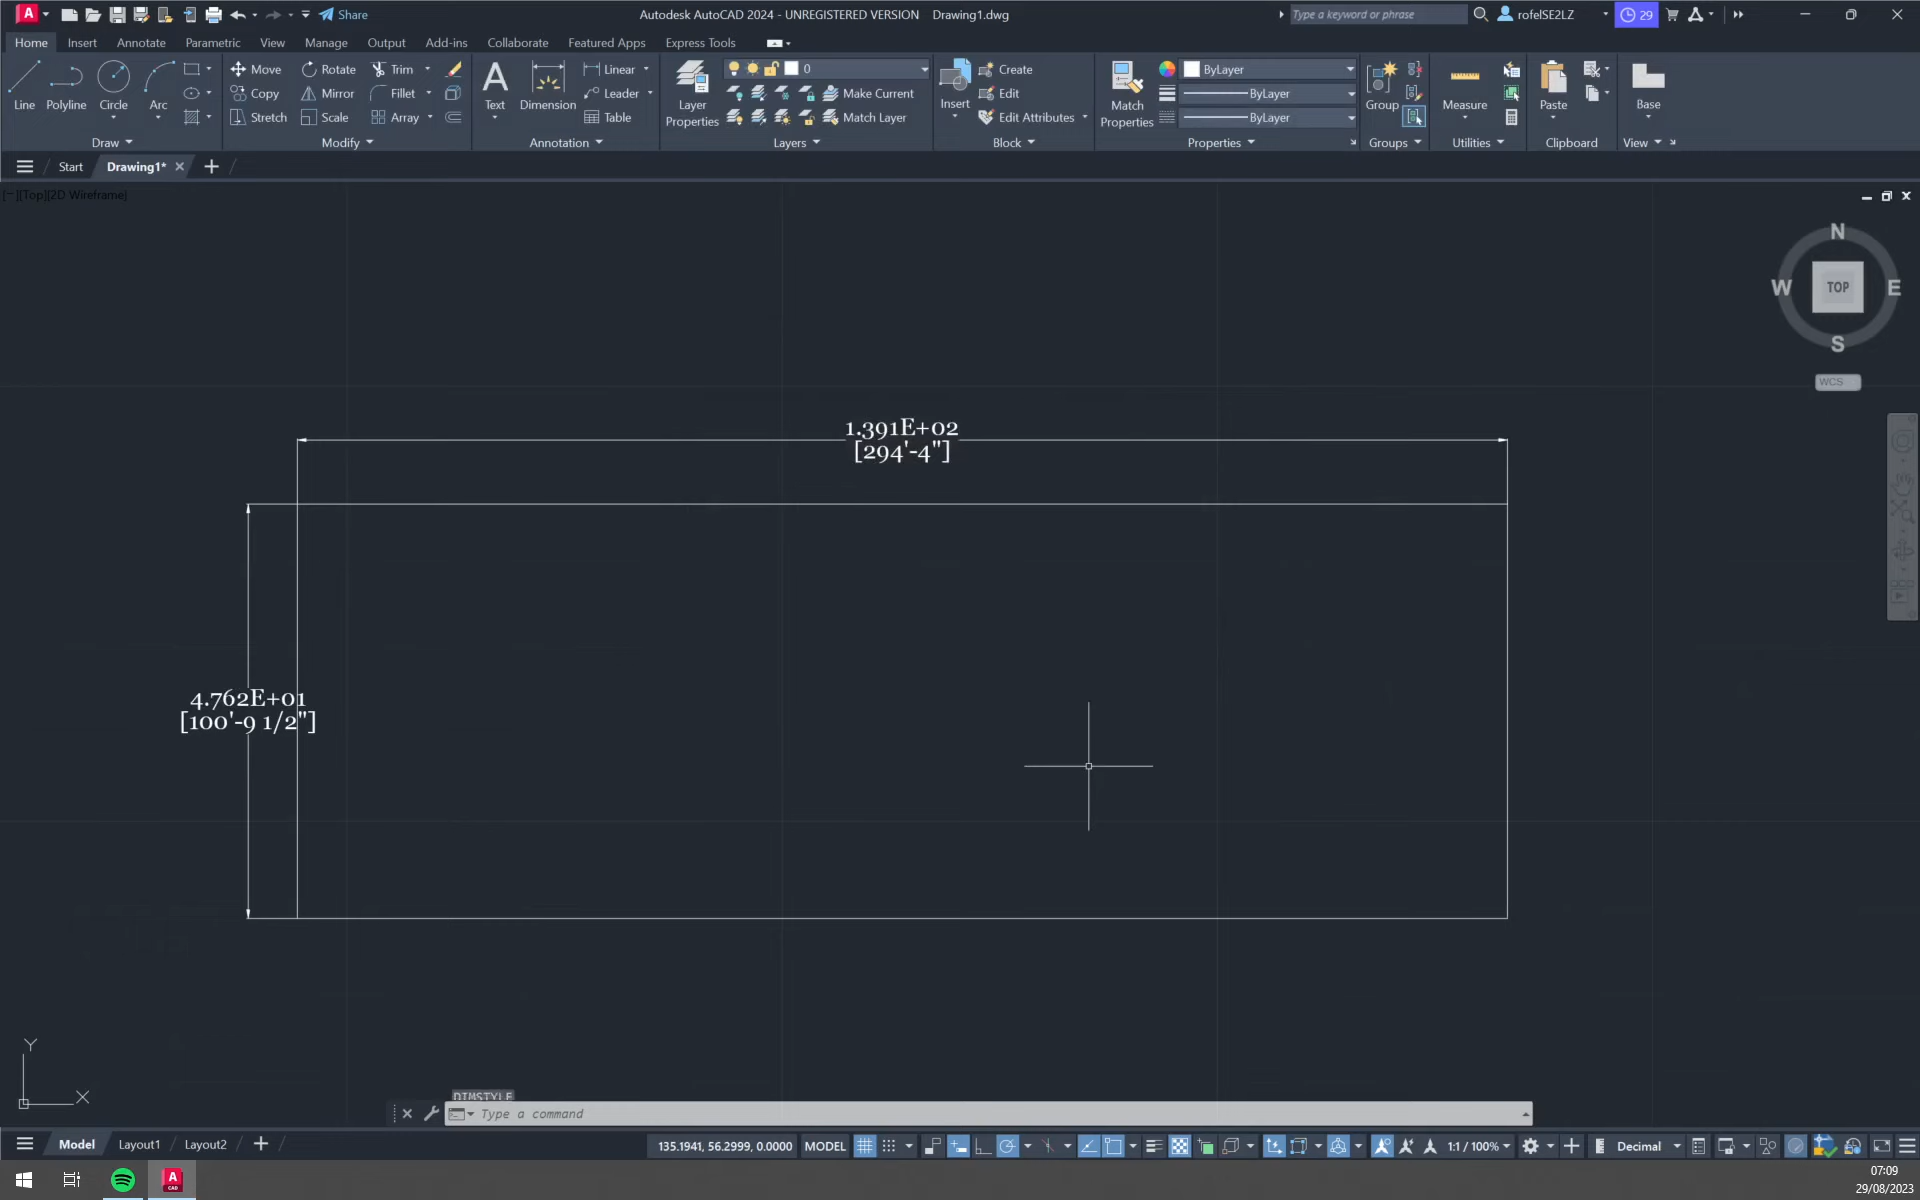 Share
Autodesk AutoCAD 2024 - UNREGISTERED VERSION Drawing1.dwg
Type a keyword or phrase
rofelSE2LZ
29
Home Insert Annotate Parametric View Manage Output Add-ins Collaborate Featured Apps Express Tools
Line Polyline Circle Arc
Draw
Move Rotate Trim
Copy Mirror Fillet
Stretch Scale Array
Modify
Text Dimension
Linear
Leader
Table
Annotation
Layer Properties
0
Make Current
Match Layer
Layers
Insert
Create
Edit
Edit Attributes
Block
Match Properties
ByLayer
ByLayer
ByLayer
Properties
Group
Groups
Measure
Utilities
Paste
Clipboard
Base
View
Start Drawing1*
[−][Top][2D Wireframe]
N
W TOP E
S
WCS
1.391E+02
[294'-4"]
4.762E+01
[100'-9 1/2"]
Y
X
DIMSTYLE
Type a command
Model Layout1 Layout2
135.1941, 56.2999, 0.0000 MODEL
1:1 / 100%
Decimal
A
CAD
07:09
29/08/2023